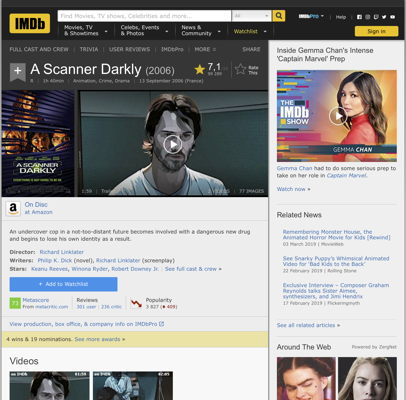 IMDb
Find Movies, TV shows, Celebrities and more...
All
IMDbPro
Help
Movies, TV
& Showtimes
Celebs, Events
& Photos
News &
Community
Watchlist
Sign in
FULL CAST AND CREW | TRIVIA | USER REVIEWS | IMDbPro | MORE
SHARE
+ A Scanner Darkly (2006)
7,1
Rate
This
R | 1h 40min | Animation, Crime, Drama | 13 September 2006 (France)
1:59 | Trailer
2 VIDEOS | 77 IMAGES
a
On Disc
at Amazon
An undercover cop in a not-too-distant future becomes involved with a dangerous new drug
and begins to lose his own identity as a result.
Director: Richard Linklater
Writers: Philip K. Dick (novel), Richard Linklater (screenplay)
Stars: Keanu Reeves, Winona Ryder, Robert Downey Jr. | See full cast & crew »
+ Add to Watchlist
73
Metascore
From metacritic.com
Reviews
301 user | 236 critic
Popularity
3 827 (409)
View production, box office, & company info on IMDbPro
4 wins & 19 nominations. See more awards »
Videos
Inside Gemma Chan's Intense
'Captain Marvel' Prep
THE
IMDb
SHOW
GEMMA CHAN
Gemma Chan had to do some serious prep to
take on her role in Captain Marvel.
Watch now »
Related News
Remembering Monster House, the
Animated Horror Movie for Kids [Rewind]
03 March 2019 | MovieWeb
See Snarky Puppy's Whimsical Animated
Video for 'Bad Kids to the Back'
22 February 2019 | Rolling Stone
Exclusive Interview – Composer Graham
Reynolds talks Sister Aimee,
synthesizers, and Jimi Hendrix
17 February 2019 | Flickeringmyth
See all related articles »
Around The Web
Powered by ZergNet